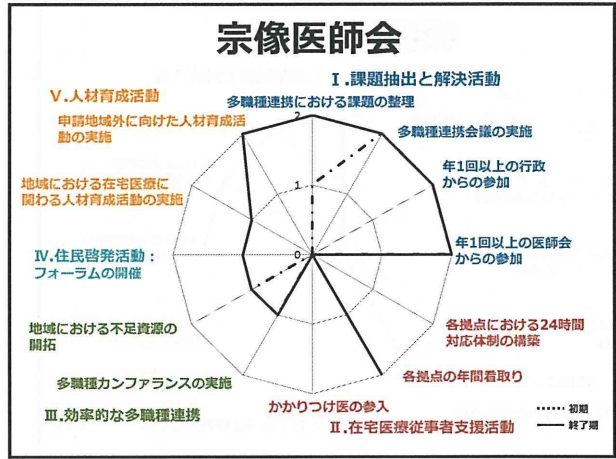 宗像医師会
Ⅰ.課題抽出と解決活動
多職種連携における課題の整理
多職種連携会議の実施
年1回以上の行政
からの参加
年1回以上の医師会
からの参加
各拠点における24時間
対応体制の構築
各拠点の年間看取り
Ⅱ.在宅医療従事者支援活動
かかりつけ医の参入
Ⅲ.効率的な多職種連携
多職種カンファランスの実施
地域における不足資源の
開拓
Ⅳ.住民啓発活動：
フォーラムの開催
地域における在宅医療に
関わる人材育成活動の実施
Ⅴ.人材育成活動
申請地域外に向けた人材育成活
動の実施
2
1
0
初期
終了期